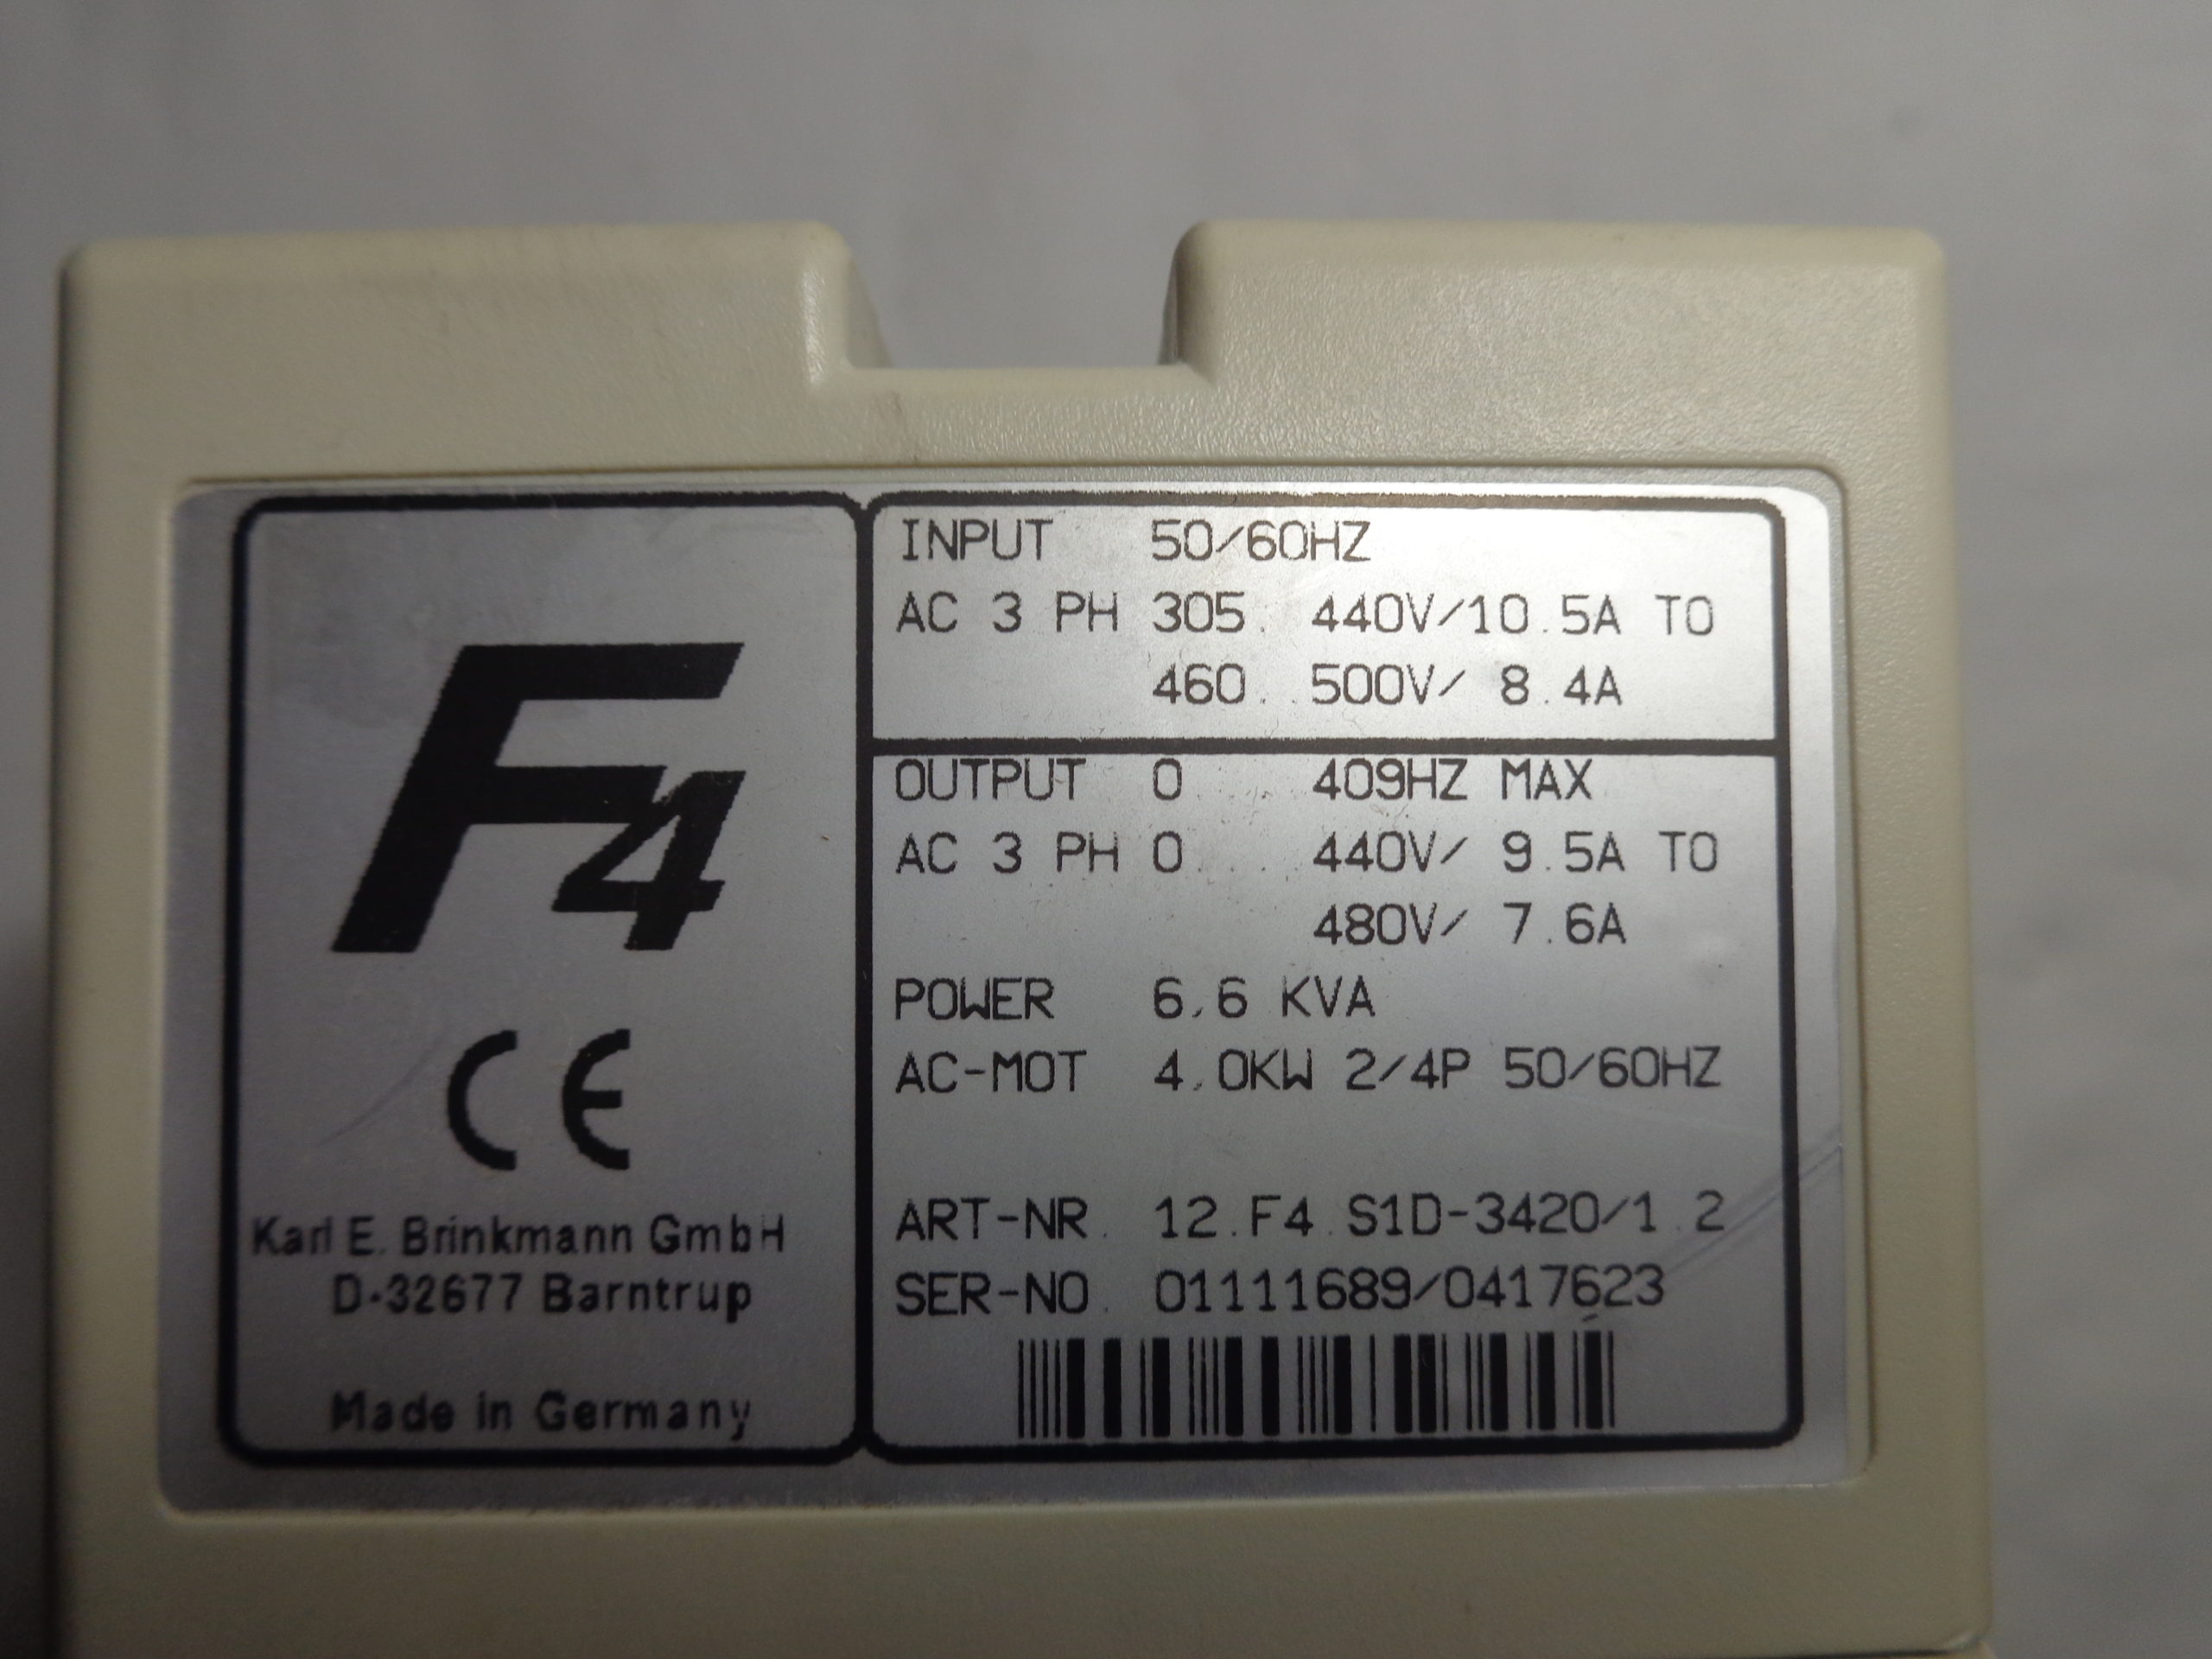 F4
CE
Karl E. Brinkmann GmbH
D-32677 Barntrup
Made in Germany
INPUT 50/60HZ
AC 3 PH 305.. 440V/10.5A TO
460...500V/ 8.4A
OUTPUT 0.... 409HZ MAX.
AC 3 PH 0.... 440V/ 9.5A TO
480V/ 7.6A
POWER 6,6 KVA
AC-MOT 4,0KW 2/4P 50/60HZ
ART-NR. 12.F4.S1D-3420/1.2
SER-NO. 01111689/0417623